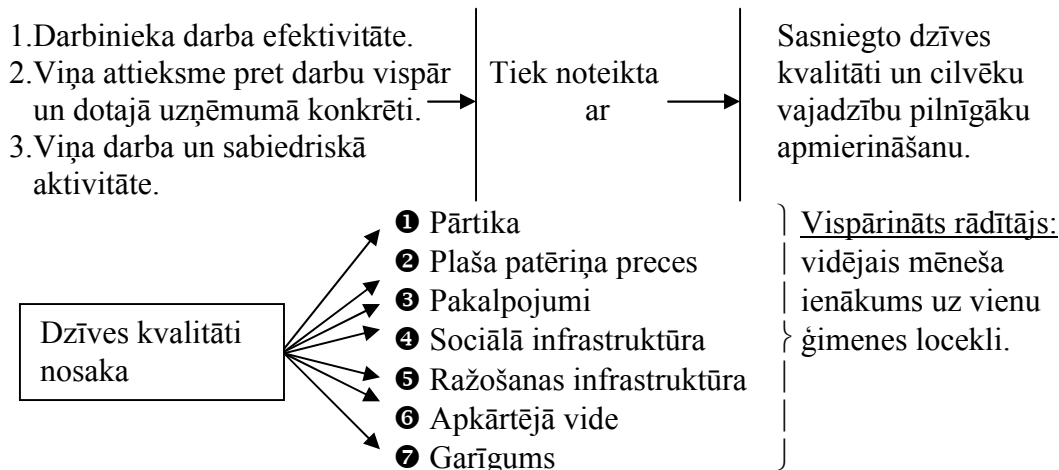 1.Darbinieka darba efektivitāte.
2.Viņa attieksme pret darbu vispār
un dotajā uzņēmumā konkrēti.
3.Viņa darba un sabiedriskā
aktivitāte.
Tiek noteikta
ar
Sasniegto dzīves
kvalitāti un cilvēku
vajadzību pilnīgāku
apmierināšanu.
Dzīves kvalitāti
nosaka
❶ Pārtika
❷ Plaša patēriņa preces
❸ Pakalpojumi
❹ Sociālā infrastruktūra
❺ Ražošanas infrastruktūra
❻ Apkārtējā vide
❼ Garīgums
Vispārināts rādītājs:
vidējais mēneša
ienākums uz vienu
ģimenes locekli.